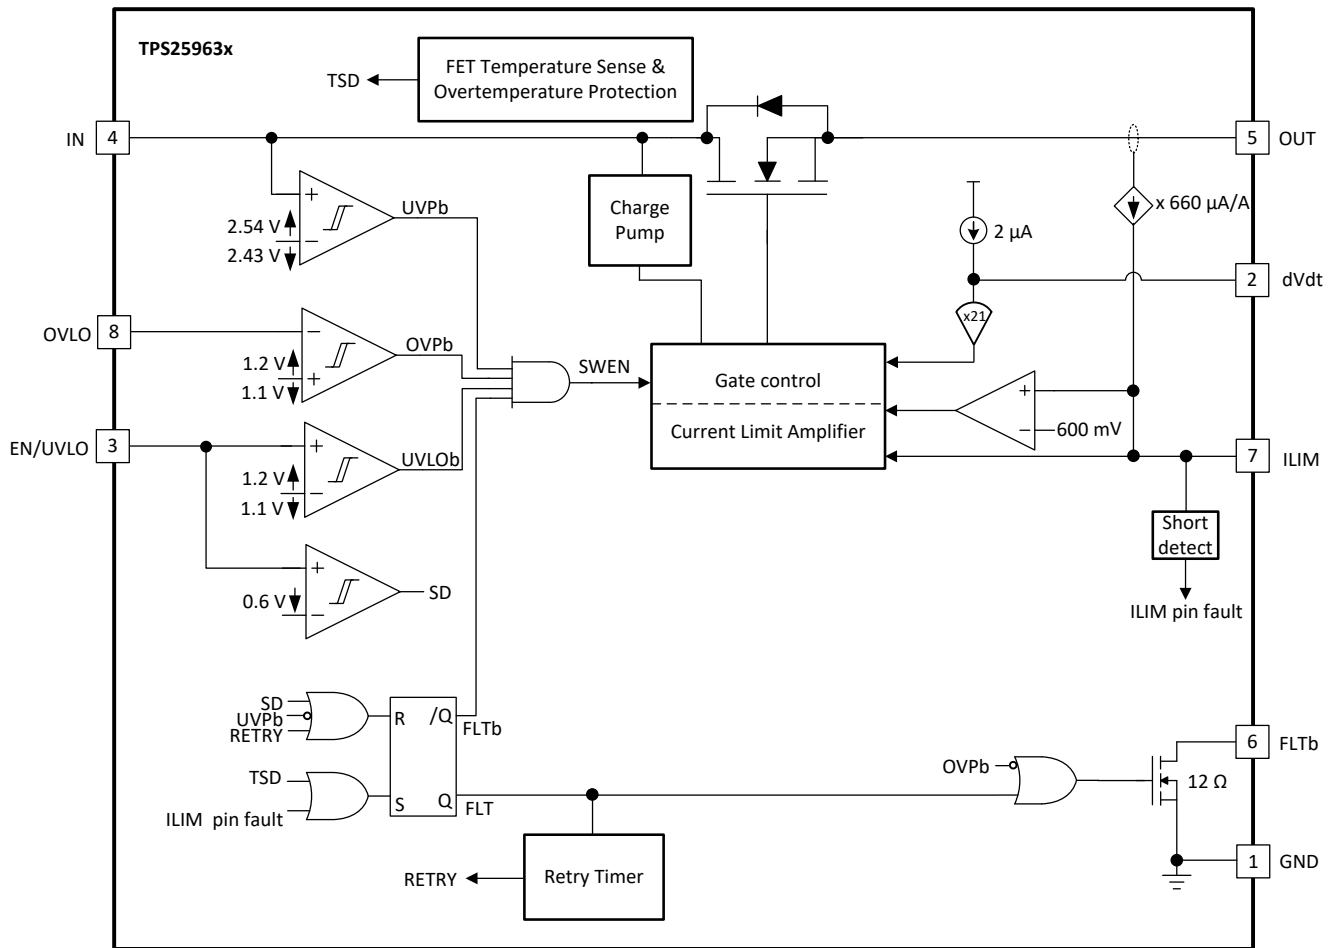 TPS25963x
FET Temperature Sense &
Overtemperature Protection
TSD
IN
4
5
OUT
UVPb
2.54 V
2.43 V
+
−
Charge
Pump
2 µA
x 660 µA/A
2
dVdt
x21
OVLO
8
−
+
OVPb
1.2 V
1.1 V
SWEN
Gate control
Current Limit Amplifier
+
−
600 mV
EN/UVLO
3
+
−
UVLOb
1.2 V
1.1 V
7
ILIM
Short
detect
ILIM pin fault
+
−
0.6 V
SD
SD
UVPb
RETRY
R
/Q
FLTb
TSD
ILIM pin fault
S
Q
FLT
OVPb
6
FLTb
12 Ω
Retry Timer
RETRY
1
GND